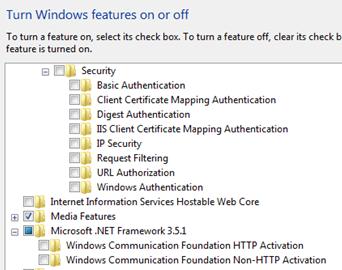 Turn Windows features on or off
To turn a feature on, select its check box. To turn a feature off, clear its check b
feature is turned on.
Security
Basic Authentication
Client Certificate Mapping Authentication
Digest Authentication
IIS Client Certificate Mapping Authentication
IP Security
Request Filtering
URL Authorization
Windows Authentication
Internet Information Services Hostable Web Core
Media Features
Microsoft .NET Framework 3.5.1
Windows Communication Foundation HTTP Activation
Windows Communication Foundation Non-HTTP Activation